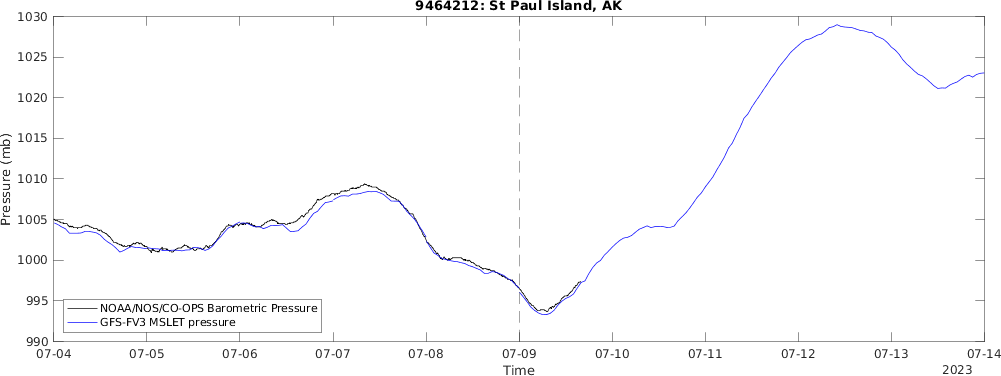 9464212: St Paul Island, AK
Pressure (mb)
1030
1025
1020
1015
1010
1005
1000
995
990
NOAA/NOS/CO-OPS Barometric Pressure
GFS-FV3 MSLET pressure
07-04 07-05 07-06 07-07 07-08 07-09 07-10 07-11 07-12 07-13 07-14
Time
2023